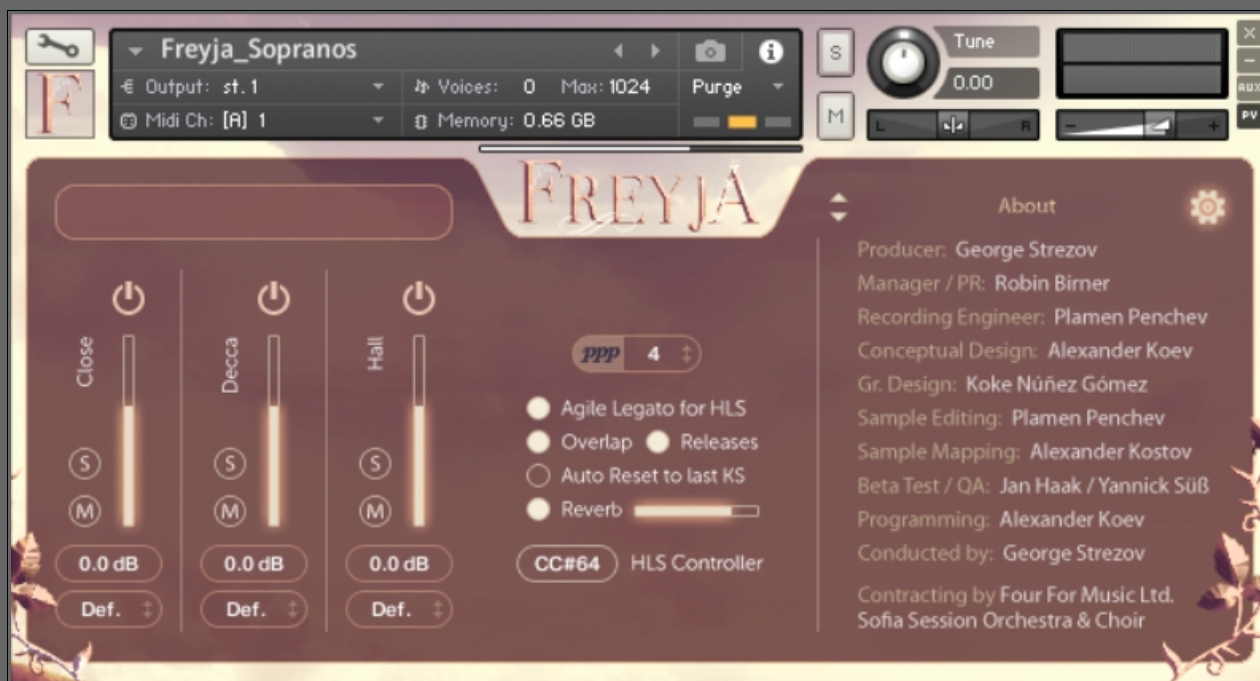 Freyja_Sopranos
Output: st.1
Voices: 0 Max: 1024
Purge
Midi Ch: [A] 1
Memory: 0.66 GB
S
M
Tune
0.00
L
R
-
+
×
-
AUX
PV
F
FREYJA
About
Producer: George Strezov
Manager / PR: Robin Birner
Recording Engineer: Plamen Penchev
Conceptual Design: Alexander Koev
Gr. Design: Koke Núñez Gómez
Sample Editing: Plamen Penchev
Sample Mapping: Alexander Kostov
Beta Test / QA: Jan Haak / Yannick Süß
Programming: Alexander Koev
Conducted by: George Strezov
Contracting by Four For Music Ltd.
Sofia Session Orchestra & Choir
Close
Decca
Hall
S
M
S
M
S
M
0.0 dB
0.0 dB
0.0 dB
Def.
Def.
Def.
ppp 4
Agile Legato for HLS
Overlap Releases
Auto Reset to last KS
Reverb
CC#64 HLS Controller